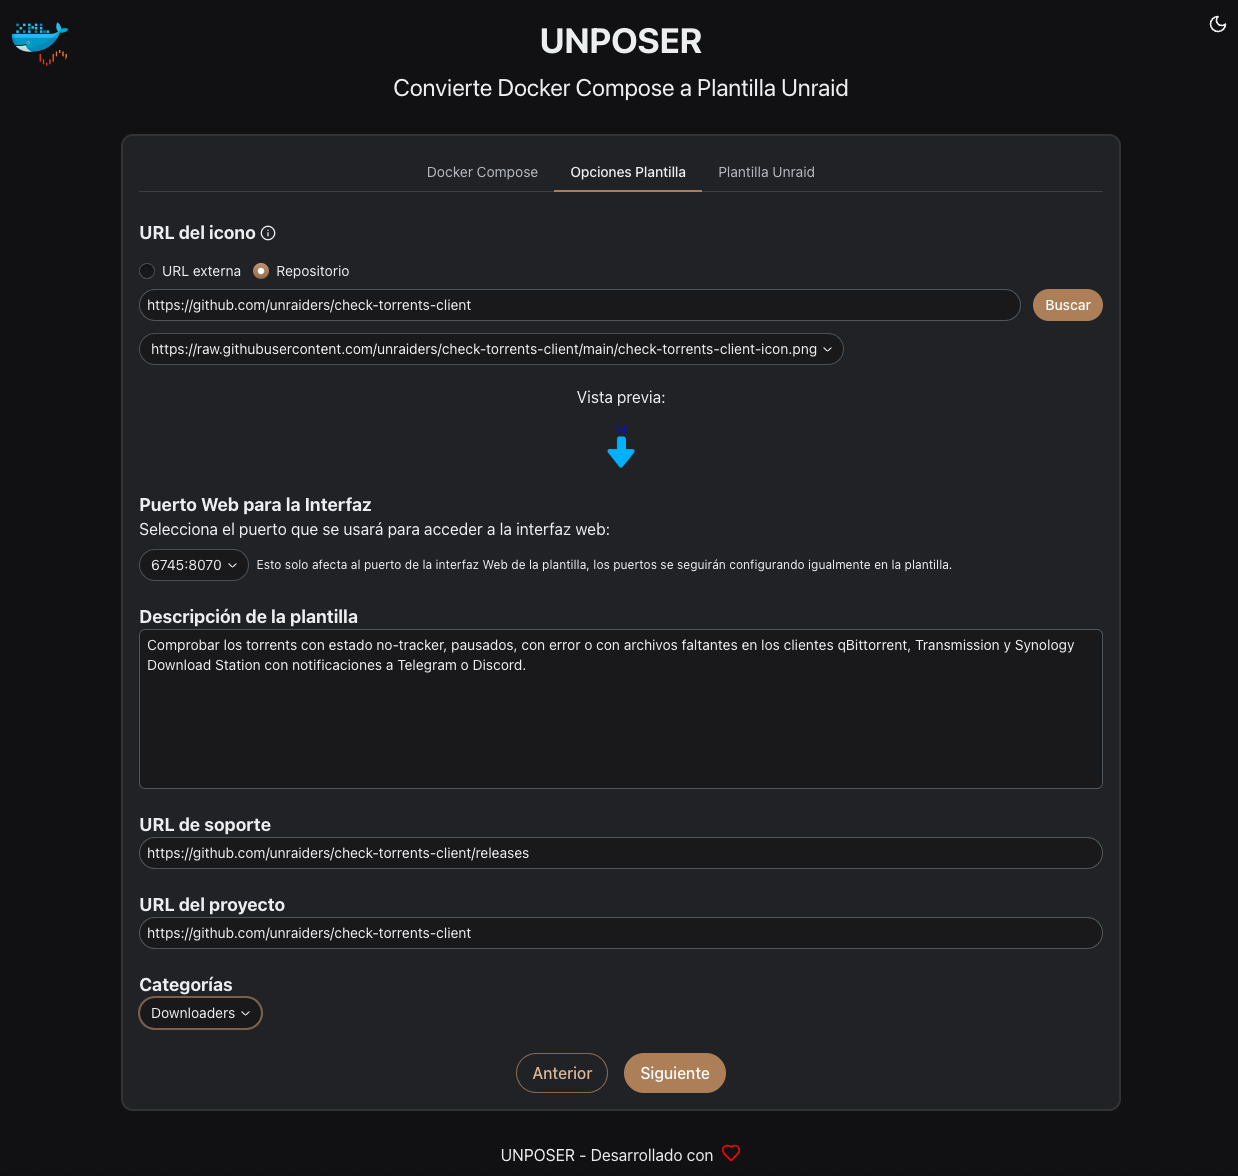 UNPOSER
Convierte Docker Compose a Plantilla Unraid
Docker Compose
Opciones Plantilla
Plantilla Unraid
URL del icono
URL externa
Repositorio
https://github.com/unraiders/check-torrents-client
Buscar
https://raw.githubusercontent.com/unraiders/check-torrents-client/main/check-torrents-client-icon.png
Vista previa:
Puerto Web para la Interfaz
Selecciona el puerto que se usará para acceder a la interfaz web:
6745:8070
Esto solo afecta al puerto de la interfaz Web de la plantilla, los puertos se seguirán configurando igualmente en la plantilla.
Descripción de la plantilla
Comprobar los torrents con estado no-tracker, pausados, con error o con archivos faltantes en los clientes qBittorrent, Transmission y Synology
Download Station con notificaciones a Telegram o Discord.
URL de soporte
https://github.com/unraiders/check-torrents-client/releases
URL del proyecto
https://github.com/unraiders/check-torrents-client
Categorías
Downloaders
Anterior
Siguiente
UNPOSER - Desarrollado con